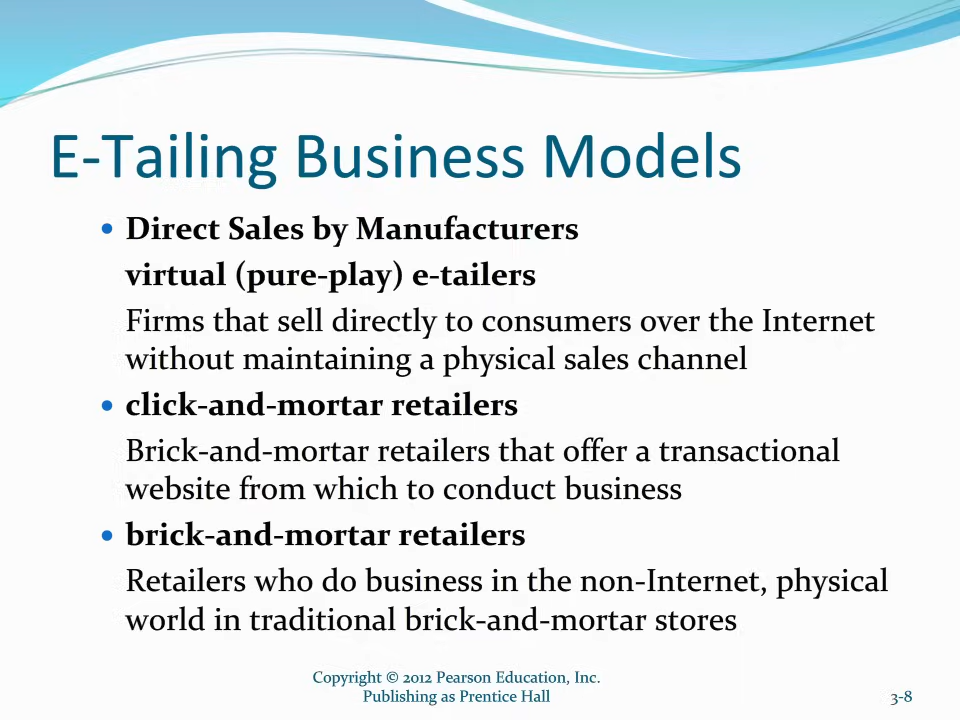 E-Tailing Business Models
• Direct Sales by Manufacturers
virtual (pure-play) e-tailers
Firms that sell directly to consumers over the Internet
without maintaining a physical sales channel
• click-and-mortar retailers
Brick-and-mortar retailers that offer a transactional
website from which to conduct business
• brick-and-mortar retailers
Retailers who do business in the non-Internet, physical
world in traditional brick-and-mortar stores
Copyright © 2012 Pearson Education, Inc.
Publishing as Prentice Hall
3-8